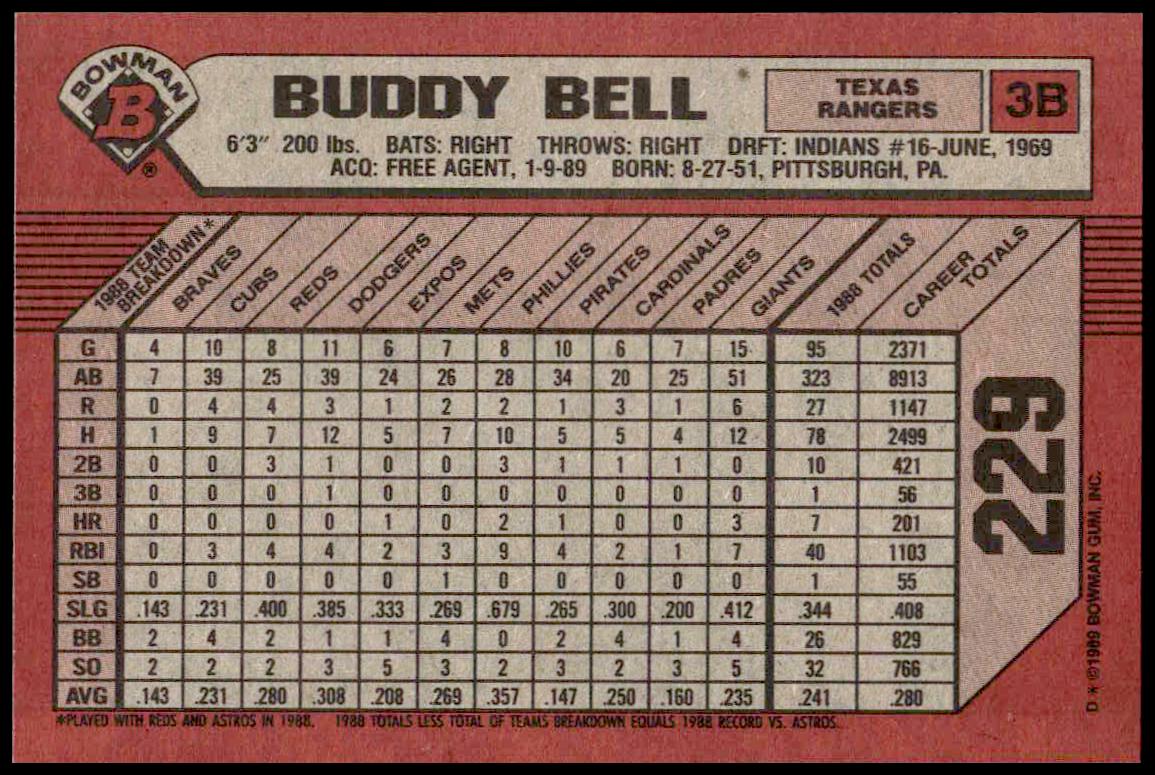 BOWMAN
B
®
BUDDY BELL
TEXAS
RANGERS
3B
6'3" 200 lbs. BATS: RIGHT THROWS: RIGHT DRFT: INDIANS #16-JUNE, 1969
ACQ: FREE AGENT, 1-9-89 BORN: 8-27-51, PITTSBURGH, PA.
1988 TEAM BREAKDOWN* BRAVES CUBS REDS DODGERS EXPOS METS PHILLIES PIRATES CARDINALS PADRES GIANTS 1988 TOTALS CAREER TOTALS
G 4 10 8 11 6 7 8 10 6 7 15 95 2371
AB 7 39 25 39 24 26 28 34 20 25 51 323 8913
R 0 4 4 3 1 2 2 1 3 1 6 27 1147
H 1 9 7 12 5 7 10 5 5 4 12 78 2499
2B 0 0 3 1 0 0 3 1 1 1 0 10 421
3B 0 0 0 1 0 0 0 0 0 0 0 1 56
HR 0 0 0 0 1 0 2 1 0 0 3 7 201
RBI 0 3 4 4 2 3 9 4 2 1 7 40 1103
SB 0 0 0 0 0 1 0 0 0 0 0 1 55
SLG .143 .231 .400 .385 .333 .269 .679 .265 .300 .200 .412 .344 .408
BB 2 4 2 1 1 4 0 2 4 1 4 26 829
SO 2 2 2 3 5 3 2 3 2 3 5 32 766
AVG .143 .231 .280 .308 .208 .269 .357 .147 .250 .160 .235 .241 .280
229
*PLAYED WITH REDS AND ASTROS IN 1988. 1988 TOTALS LESS TOTAL OF TEAMS BREAKDOWN EQUALS 1988 RECORD VS. ASTROS.
D * ©1989 BOWMAN GUM, INC.